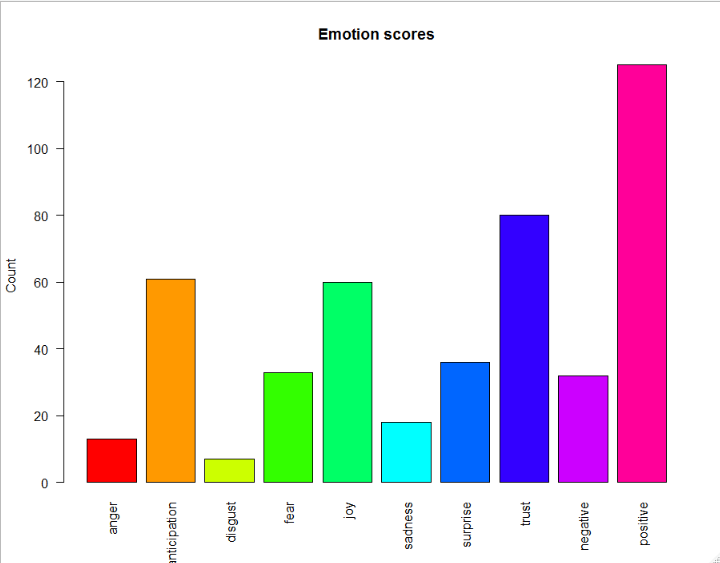 Emotion scores
Count
120
100
80
60
40
20
0
anger
anticipation
disgust
fear
joy
sadness
surprise
trust
negative
positive